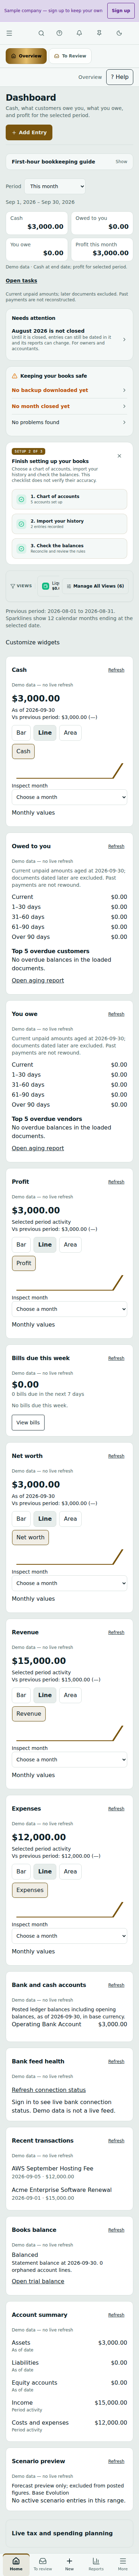 Sample company — sign up to keep your own
Sign up
Overview
To Review
Overview
? Help
Dashboard
Cash, what customers owe you, what you owe, and profit for the selected period.
+ Add Entry
First-hour bookkeeping guide
Show
Period
This month
Sep 1, 2026 – Sep 30, 2026
Cash
$3,000.00
Owed to you
$0.00
You owe
$0.00
Profit this month
$3,000.00
Demo data · Cash at end date; profit for selected period.
Open tasks
Current unpaid amounts; later documents excluded. Past payments are not reconstructed.
Needs attention
August 2026 is not closed
Until it is closed, entries can still be dated in it and its reports can change. For owners and accountants.
Keeping your books safe
No backup downloaded yet
No month closed yet
No problems found
Finish setting up your books
Choose a chart of accounts, import your history and check the balances. This checklist does not verify their accuracy.
1. Chart of accounts
5 accounts set up
2. Import your history
2 entries recorded
3. Check the balances
Reconcile and review the rules
VIEWS
Manage All Views (6)
Previous period: 2026-08-01 to 2026-08-31. Sparklines show 12 calendar months ending on the selected date.
Customize widgets
Cash
Refresh
Demo data — no live refresh
$3,000.00
As of 2026-09-30
Vs previous period: $3,000.00 (—)
Bar
Line
Area
Cash
Inspect month
Choose a month
Monthly values
Owed to you
Refresh
Demo data — no live refresh
Current unpaid amounts aged at 2026-09-30; documents dated later are excluded. Past payments are not rewound.
Current $0.00
1–30 days $0.00
31–60 days $0.00
61–90 days $0.00
Over 90 days $0.00
Top 5 overdue customers
No overdue balances in the loaded documents.
Open aging report
You owe
Refresh
Demo data — no live refresh
Current unpaid amounts aged at 2026-09-30; documents dated later are excluded. Past payments are not rewound.
Current $0.00
1–30 days $0.00
31–60 days $0.00
61–90 days $0.00
Over 90 days $0.00
Top 5 overdue vendors
No overdue balances in the loaded documents.
Open aging report
Profit
Refresh
Demo data — no live refresh
$3,000.00
Selected period activity
Vs previous period: $3,000.00 (—)
Bar
Line
Area
Profit
Inspect month
Choose a month
Monthly values
Bills due this week
Refresh
Demo data — no live refresh
$0.00
0 bills due in the next 7 days
No bills due this week.
View bills
Net worth
Refresh
Demo data — no live refresh
$3,000.00
As of 2026-09-30
Vs previous period: $3,000.00 (—)
Bar
Line
Area
Net worth
Inspect month
Choose a month
Monthly values
Revenue
Refresh
Demo data — no live refresh
$15,000.00
Selected period activity
Vs previous period: $15,000.00 (—)
Bar
Line
Area
Revenue
Inspect month
Choose a month
Monthly values
Expenses
Refresh
Demo data — no live refresh
$12,000.00
Selected period activity
Vs previous period: $12,000.00 (—)
Bar
Line
Area
Expenses
Inspect month
Choose a month
Monthly values
Bank and cash accounts
Refresh
Demo data — no live refresh
Posted ledger balances including opening balances, as of 2026-09-30, in base currency.
Operating Bank Account $3,000.00
Bank feed health
Refresh
Demo data — no live refresh
Refresh connection status
Sign in to see live bank connection status. Demo data is not a live feed.
Recent transactions
Refresh
Demo data — no live refresh
AWS September Hosting Fee
2026-09-05 · $12,000.00
Acme Enterprise Software Renewal
2026-09-01 · $15,000.00
Books balance
Refresh
Demo data — no live refresh
Balanced
Statement balance at 2026-09-30. 0 orphaned account lines.
Open trial balance
Account summary
Refresh
Demo data — no live refresh
Assets $3,000.00
As of date
Liabilities $0.00
As of date
Equity accounts $0.00
As of date
Income $15,000.00
Period activity
Costs and expenses $12,000.00
Period activity
Scenario preview
Refresh
Demo data — no live refresh
Forecast preview only; excluded from posted figures. Base Evolution
No active scenario entries in this range.
Live tax and spending planning
Home
To review
New
Reports
More